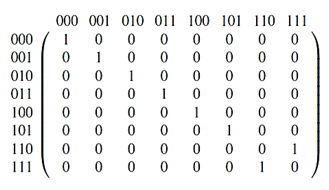 000 001 010 011 100 101 110 111
000 1 0 0 0 0 0 0 0
001 0 1 0 0 0 0 0 0
010 0 0 1 0 0 0 0 0
011 0 0 0 1 0 0 0 0
100 0 0 0 0 1 0 0 0
101 0 0 0 0 0 1 0 0
110 0 0 0 0 0 0 0 1
111 0 0 0 0 0 0 1 0